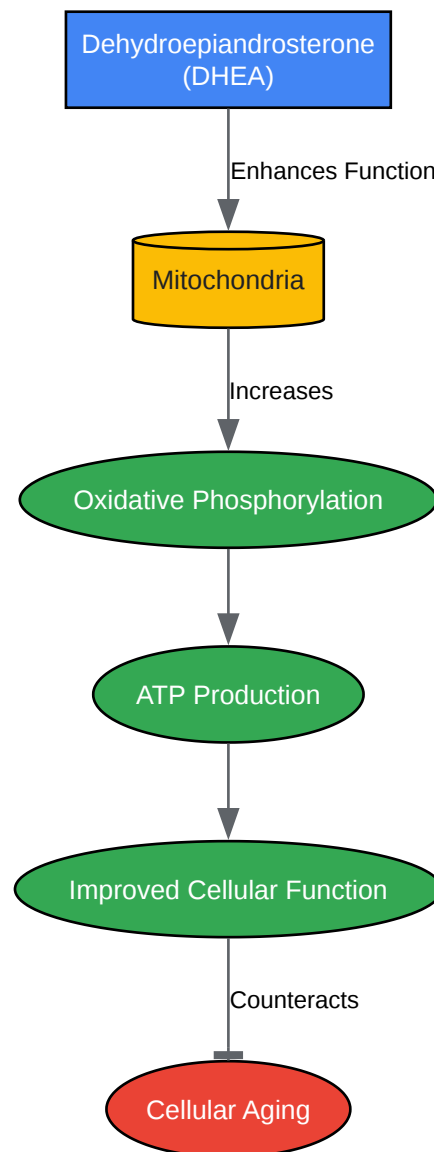 Dehydroepiandrosterone
(DHEA)
Enhances Function
Mitochondria
Increases
Oxidative Phosphorylation
ATP Production
Improved Cellular Function
Counteracts
Cellular Aging